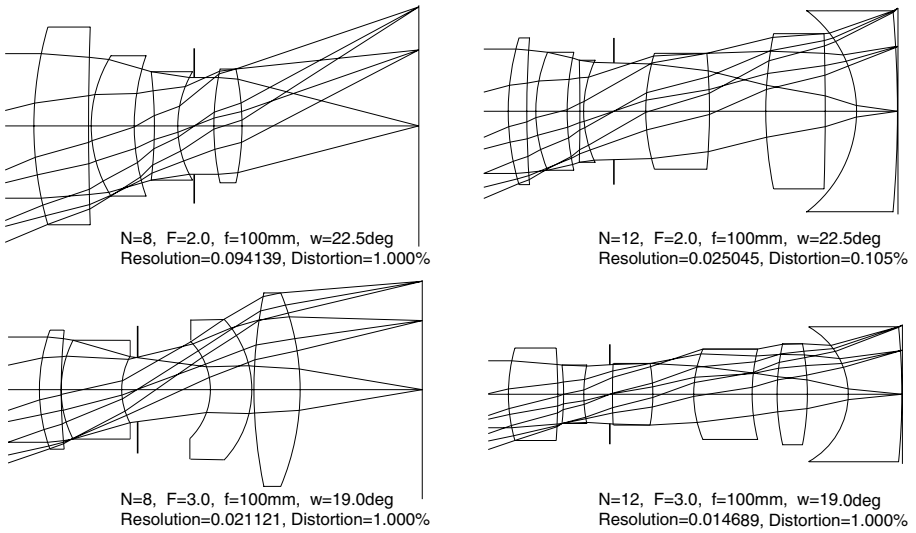 N=8, F=2.0, f=100mm, w=22.5deg
Resolution=0.094139, Distortion=1.000%
N=12, F=2.0, f=100mm, w=22.5deg
Resolution=0.025045, Distortion=0.105%
N=8, F=3.0, f=100mm, w=19.0deg
Resolution=0.021121, Distortion=1.000%
N=12, F=3.0, f=100mm, w=19.0deg
Resolution=0.014689, Distortion=1.000%